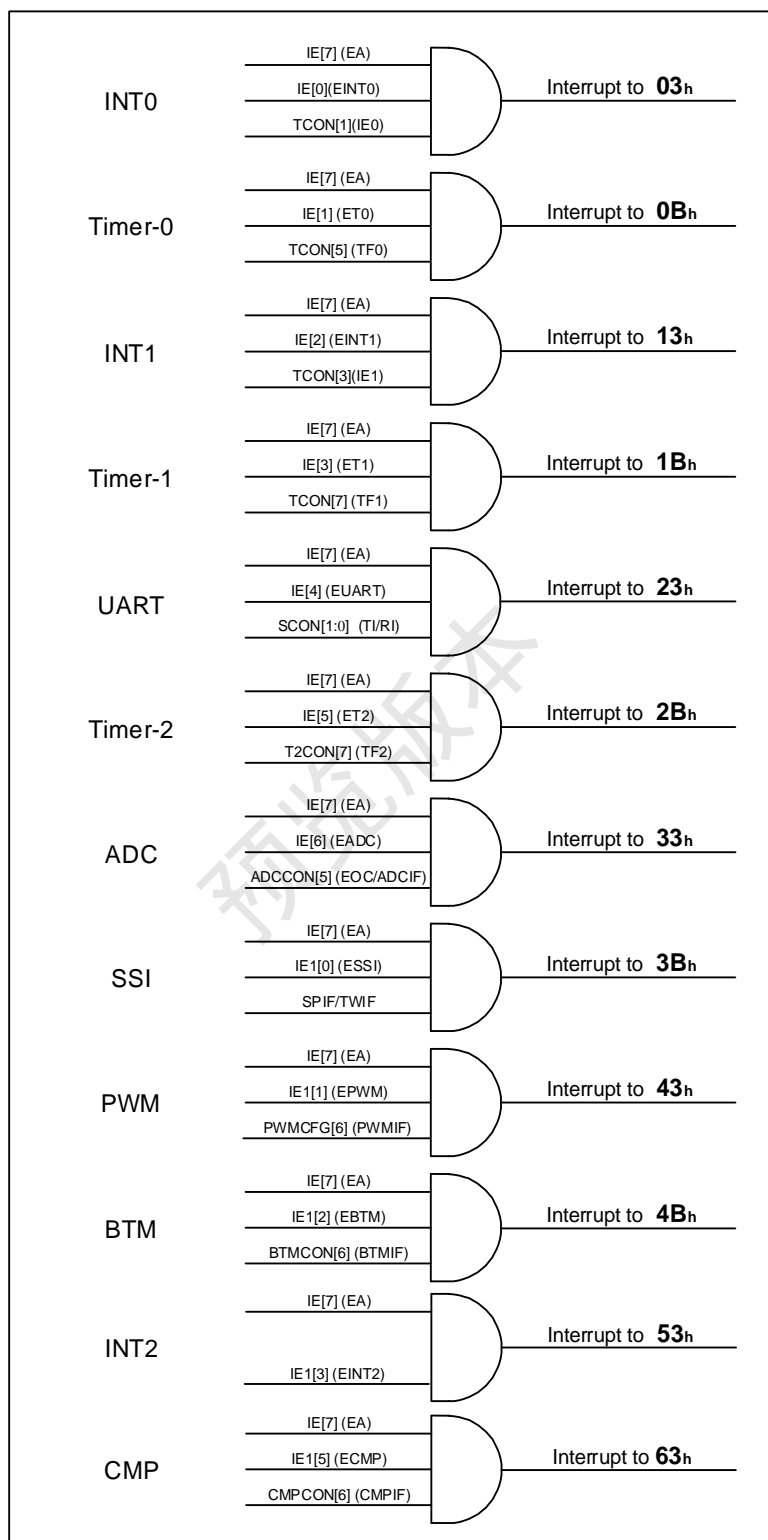 IE[7] (EA)
INT0
IE[0](EINT0)
Interrupt to 03h
TCON[1](IE0)
IE[7] (EA)
Timer-0
IE[1] (ET0)
Interrupt to 0Bh
TCON[5] (TF0)
IE[7] (EA)
INT1
IE[2] (EINT1)
Interrupt to 13h
TCON[3](IE1)
IE[7] (EA)
Timer-1
IE[3] (ET1)
Interrupt to 1Bh
TCON[7] (TF1)
IE[7] (EA)
UART
IE[4] (EUART)
Interrupt to 23h
SCON[1:0] (TI/RI)
IE[7] (EA)
Timer-2
IE[5] (ET2)
Interrupt to 2Bh
T2CON[7] (TF2)
IE[7] (EA)
ADC
IE[6] (EADC)
Interrupt to 33h
ADCCON[5] (EOC/ADCIF)
IE[7] (EA)
SSI
IE1[0] (ESSI)
Interrupt to 3Bh
SPIF/TWIF
IE[7] (EA)
PWM
IE1[1] (EPWM)
Interrupt to 43h
PWMCFG[6] (PWMIF)
IE[7] (EA)
BTM
IE1[2] (EBTM)
Interrupt to 4Bh
BTMCON[6] (BTMIF)
IE[7] (EA)
INT2
Interrupt to 53h
IE1[3] (EINT2)
IE[7] (EA)
CMP
IE1[5] (ECMP)
Interrupt to 63h
CMPCON[6] (CMPIF)
预览版本